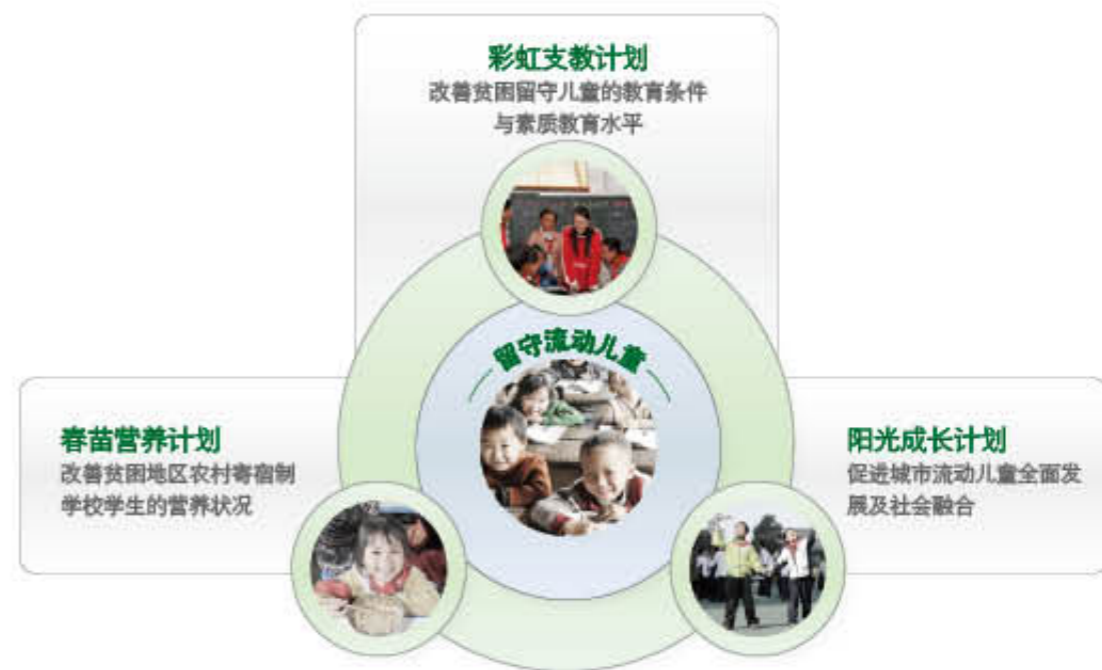 彩虹支教计划
改善贫困留守儿童的教育条件
与素质教育水平
留守流动儿童
春苗营养计划
改善贫困地区农村寄宿制
学校学生的营养状况
阳光成长计划
促进城市流动儿童全面发
展及社会融合